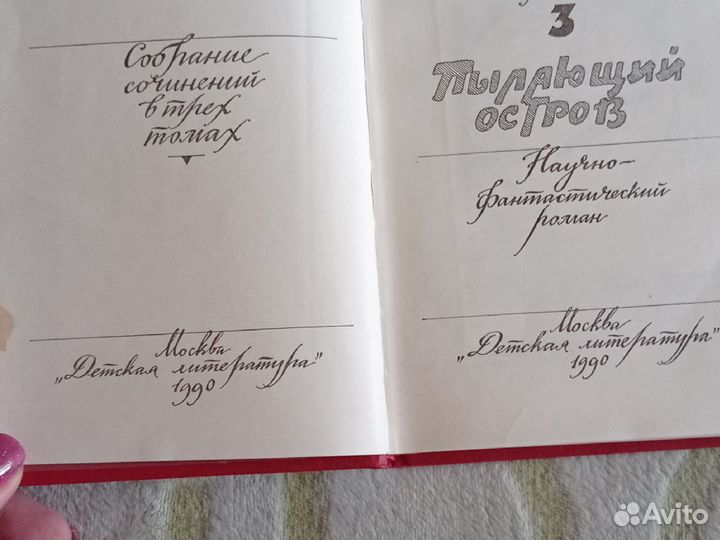 Собрание
сочинений
в трех
томах
Москва
„Детская литература"
1990
3
Пылающий
остров
Научно-
фантастический
роман
Москва
„Детская литература"
1990
Avito